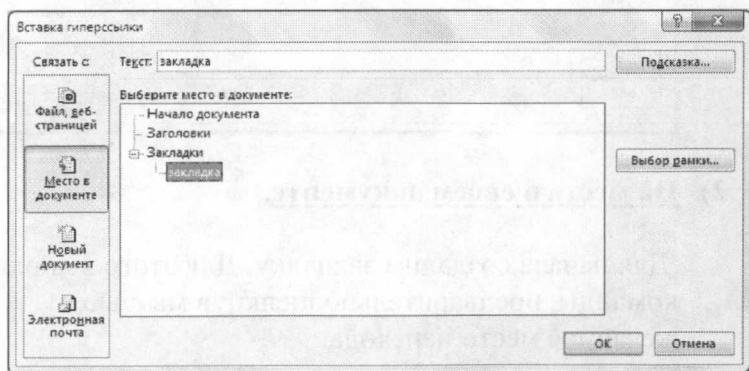 Вставка гиперссылки
Связать с:
Текст: закладка
Подсказка...
Выберите место в документе:
Файл, веб-
страницей
Начало документа
Заголовки
Закладки
закладка
Выбор рамки...
Место в
документе
Новый
документ
Электронная
почта
ОК
Отмена